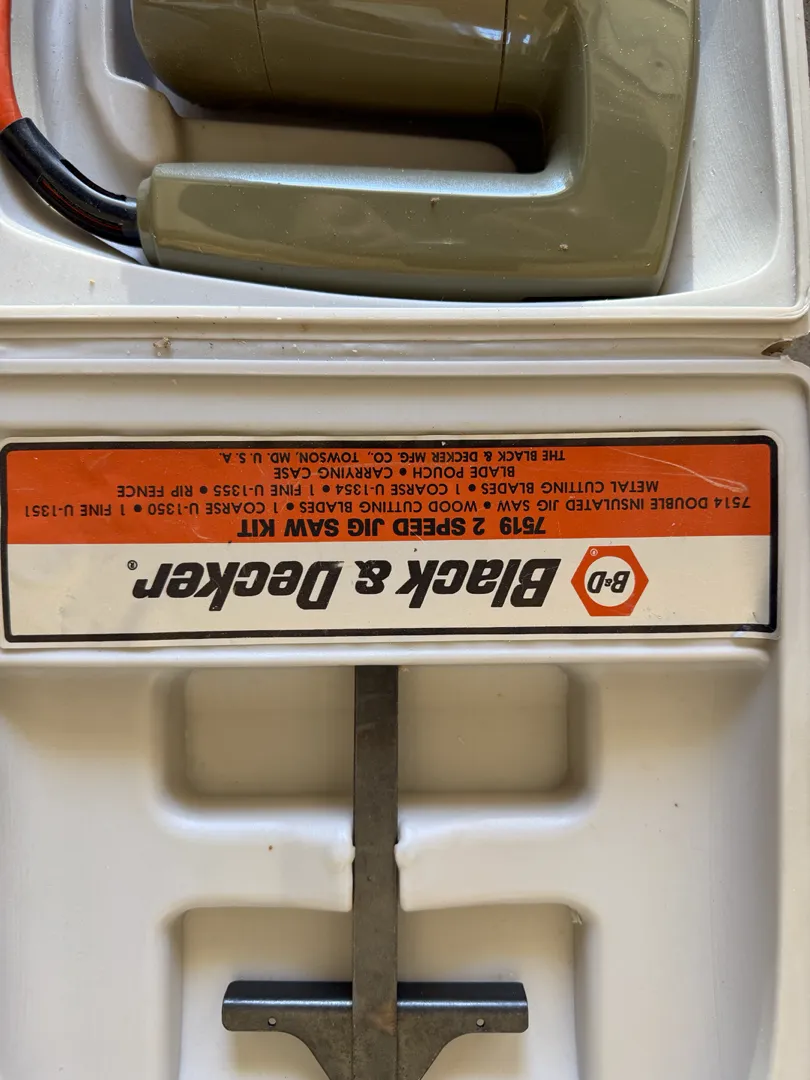 B&D
Black & Decker®
7519 2 SPEED JIG SAW KIT
7514 DOUBLE INSULATED JIG SAW • WOOD CUTTING BLADES • 1 COARSE U-1350 • 1 FINE U-1351
METAL CUTTING BLADES • 1 COARSE U-1354 • 1 FINE U-1355 • RIP FENCE
BLADE POUCH • CARRYING CASE
THE BLACK & DECKER MFG. CO., TOWSON, MD. U.S.A.